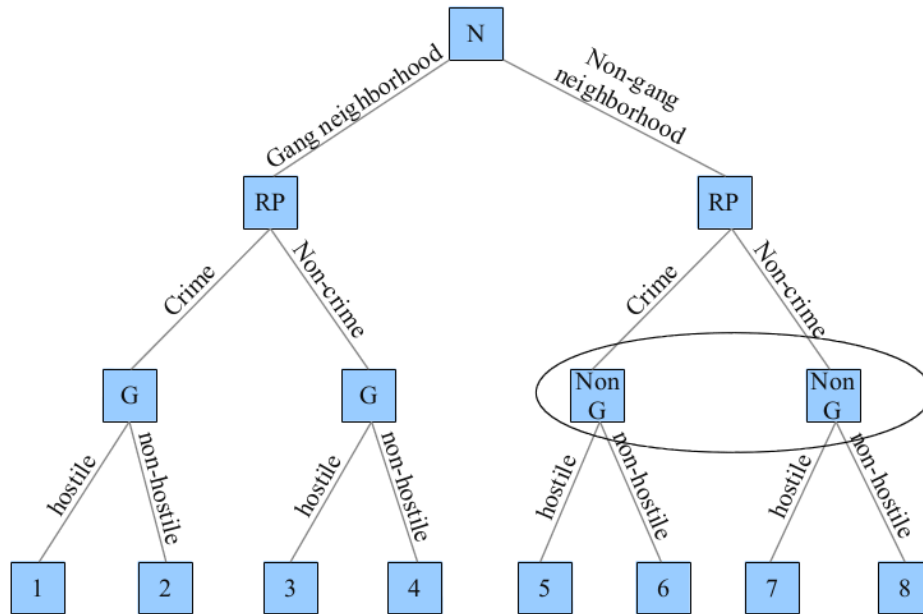 N
Gang neighborhood
Non-gang
neighborhood
RP
RP
Crime
Non-crime
Crime
Non-crime
G
G
Non
G
Non
G
hostile
non-hostile
hostile
non-hostile
hostile
non-hostile
hostile
non-hostile
1
2
3
4
5
6
7
8